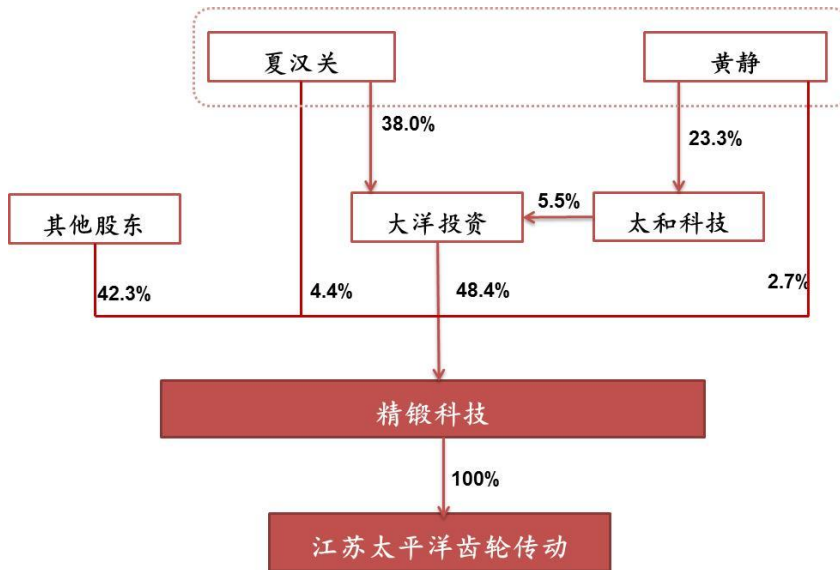 夏汉关
黄静
38.0%
23.3%
其他股东
大洋投资
5.5%
太和科技
42.3%
4.4%
48.4%
2.7%
精锻科技
100%
江苏太平洋齿轮传动